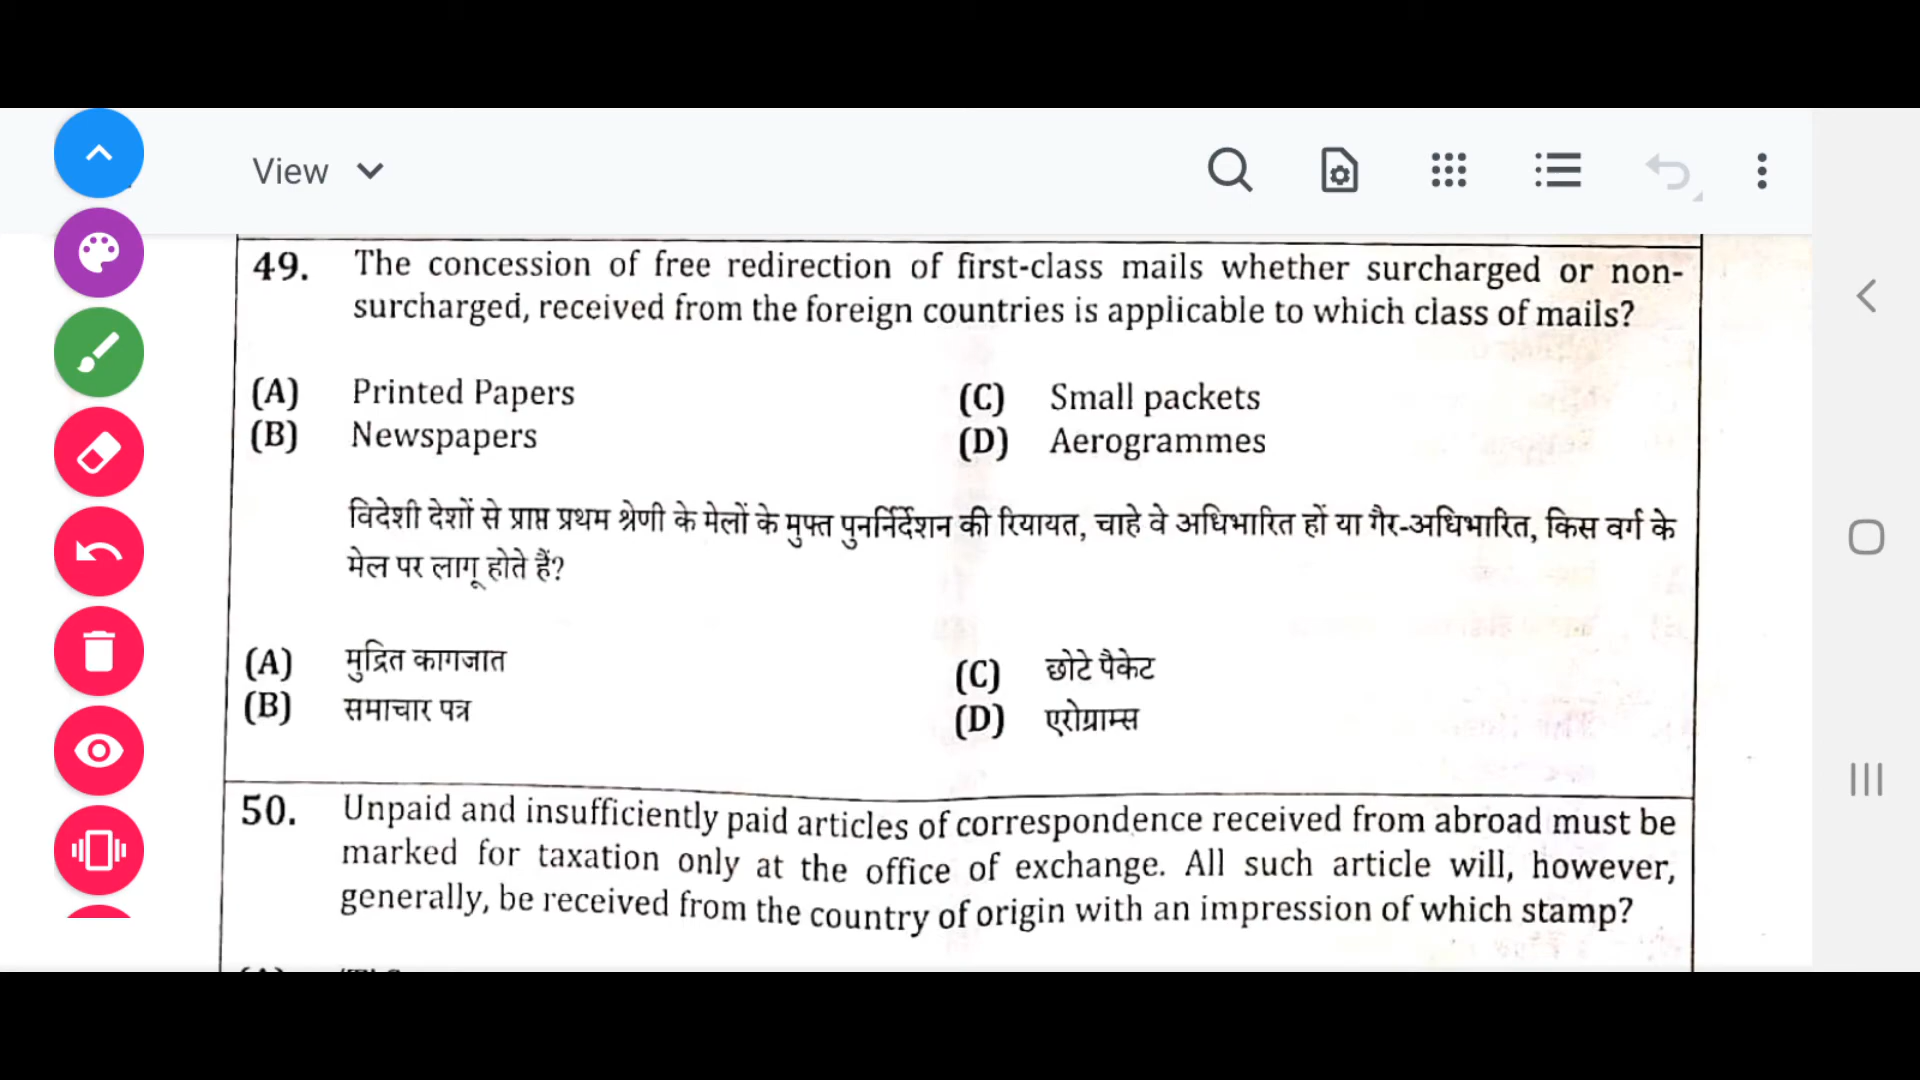 View
49. The concession of free redirection of first-class mails whether surcharged or non-
surcharged, received from the foreign countries is applicable to which class of mails?
(A) Printed Papers (C) Small packets
(B) Newspapers (D) Aerogrammes
विदेशी देशों से प्राप्त प्रथम श्रेणी के मेलों के मुफ्त पुनर्निर्देशन की रियायत, चाहे वे अधिभारित हों या गैर-अधिभारित, किस वर्ग के
मेल पर लागू होते हैं?
(A) मुद्रित कागजात (C) छोटे पैकेट
(B) समाचार पत्र (D) एरोग्राम्स
50. Unpaid and insufficiently paid articles of correspondence received from abroad must be
marked for taxation only at the office of exchange. All such article will, however,
generally, be received from the country of origin with an impression of which stamp?